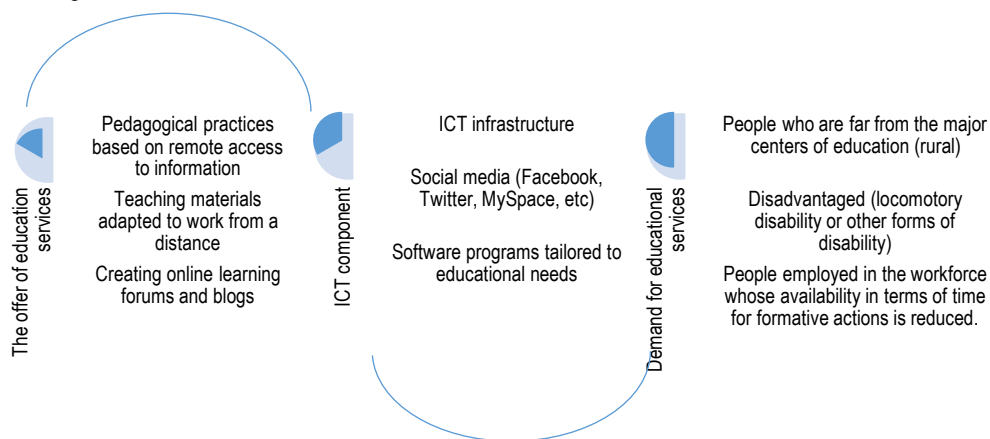 The offer of education
services
Pedagogical practices
based on remote access
to information
Teaching materials
adapted to work from a
distance
Creating online learning
forums and blogs
ICT component
ICT infrastructure
Social media (Facebook,
Twitter, MySpace, etc)
Software programs tailored to
educational needs
Demand for educational
services
People who are far from the major
centers of education (rural)
Disadvantaged (locomotory
disability or other forms of
disability)
People employed in the workforce
whose availability in terms of time
for formative actions is reduced.